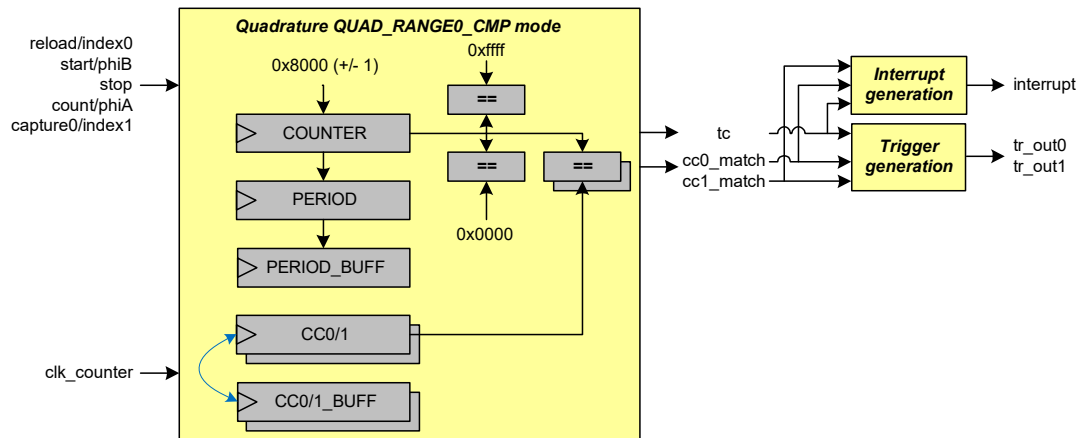 Quadrature QUAD_RANGE0_CMP mode
reload/index0
start/phiB
stop
count/phiA
capture0/index1
clk_counter
0x8000 (+/- 1)
COUNTER
PERIOD
PERIOD_BUFF
CC0/1
CC0/1_BUFF
0xffff
==
==
0x0000
==
tc
cc0_match
cc1_match
Interrupt
generation
interrupt
Trigger
generation
tr_out0
tr_out1